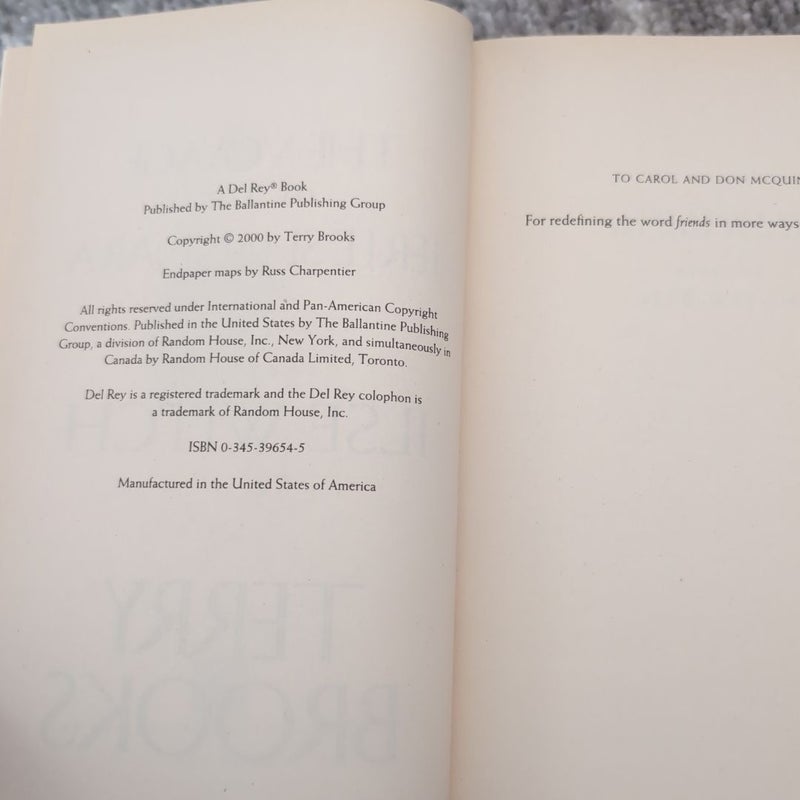 A Del Rey® Book
Published by The Ballantine Publishing Group
Copyright © 2000 by Terry Brooks
Endpaper maps by Russ Charpentier
All rights reserved under International and Pan-American Copyright
Conventions. Published in the United States by The Ballantine Publishing
Group, a division of Random House, Inc., New York, and simultaneously in
Canada by Random House of Canada Limited, Toronto.
Del Rey is a registered trademark and the Del Rey colophon is
a trademark of Random House, Inc.
ISBN 0-345-39654-5
Manufactured in the United States of America
TERRY
BROOKS
TO CAROL AND DON MCQUIN
For redefining the word friends in more ways